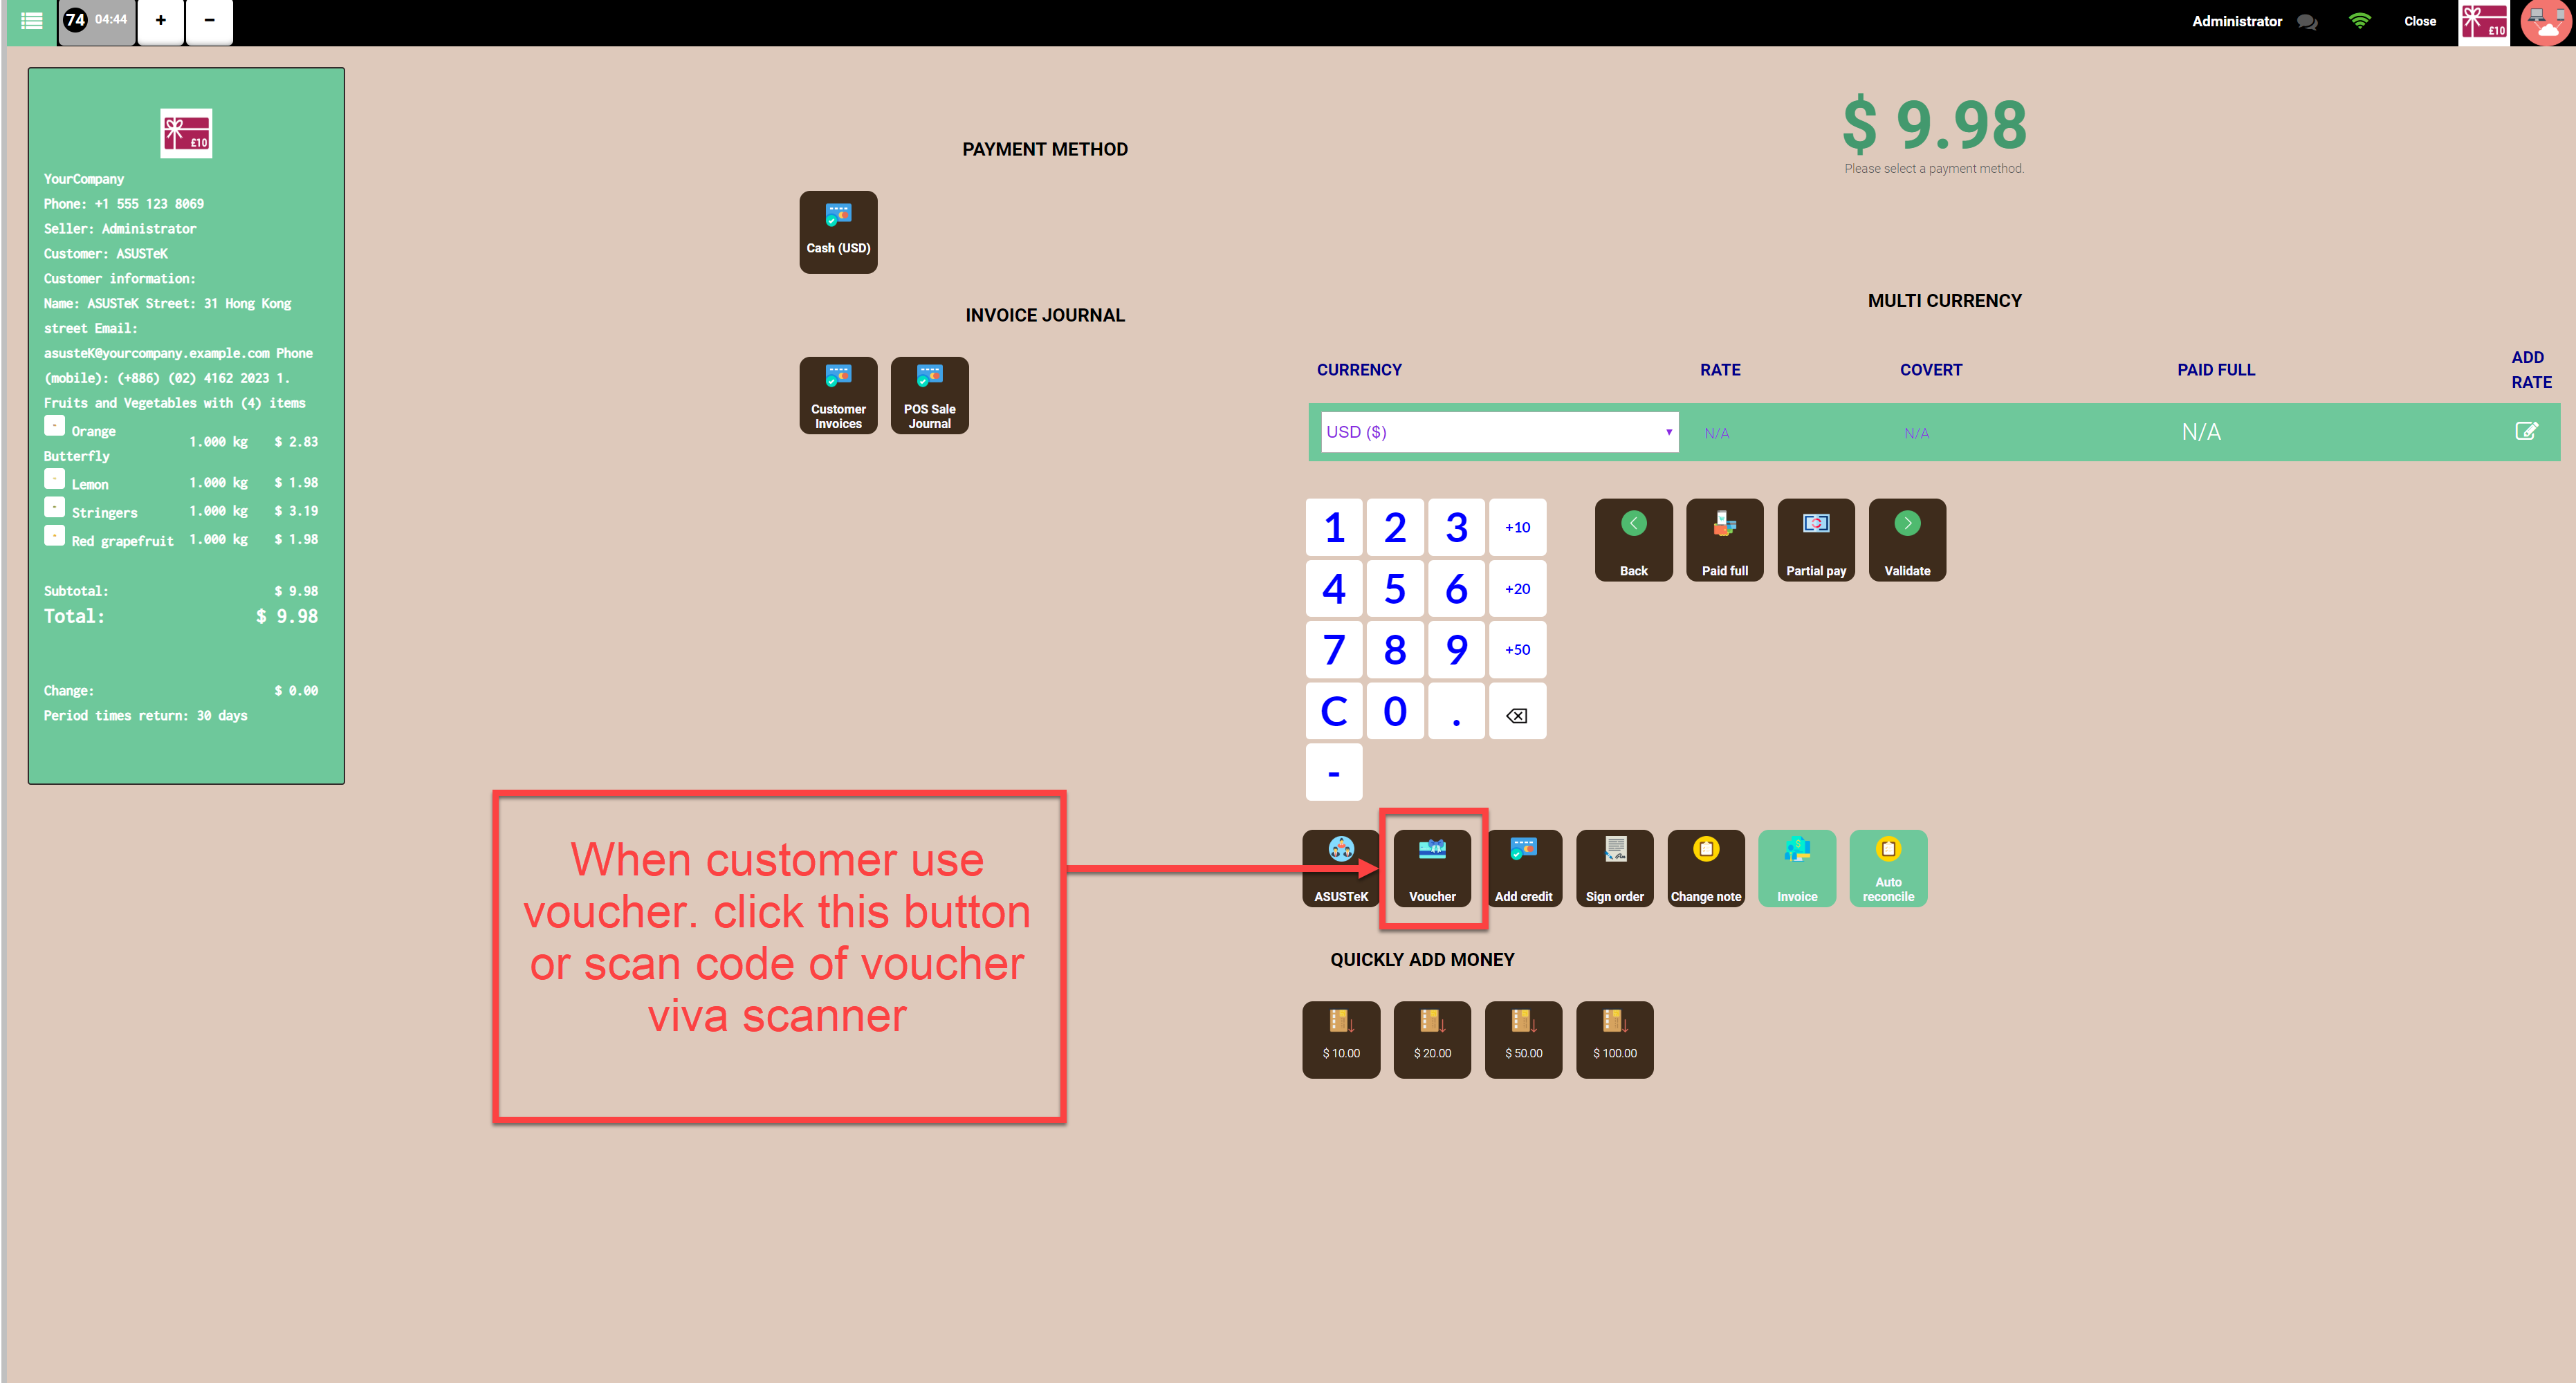 74 04:44 + -
Administrator Close £10
£10
YourCompany
Phone: +1 555 123 8069
Seller: Administrator
Customer: ASUSTeK
Customer information:
Name: ASUSTeK Street: 31 Hong Kong
street Email:
asusteK@yourcompany.example.com Phone
(mobile): (+886) (02) 4162 2023 1.
Fruits and Vegetables with (4) items
- Orange
Butterfly 1.000 kg $ 2.83
- Lemon 1.000 kg $ 1.98
- Stringers 1.000 kg $ 3.19
- Red grapefruit 1.000 kg $ 1.98
Subtotal: $ 9.98
Total: $ 9.98
Change: $ 0.00
Period times return: 30 days
PAYMENT METHOD
Cash (USD)
INVOICE JOURNAL
Customer
Invoices
POS Sale
Journal
$ 9.98
Please select a payment method.
MULTI CURRENCY
CURRENCY RATE COVERT PAID FULL ADD
RATE
USD ($) N/A N/A N/A
1 2 3 +10
4 5 6 +20
7 8 9 +50
C 0 .
-
Back Paid full Partial pay Validate
ASUSTeK Voucher Add credit Sign order Change note Invoice Auto
reconcile
QUICKLY ADD MONEY
$ 10.00 $ 20.00 $ 50.00 $ 100.00
When customer use
voucher. click this button
or scan code of voucher
viva scanner